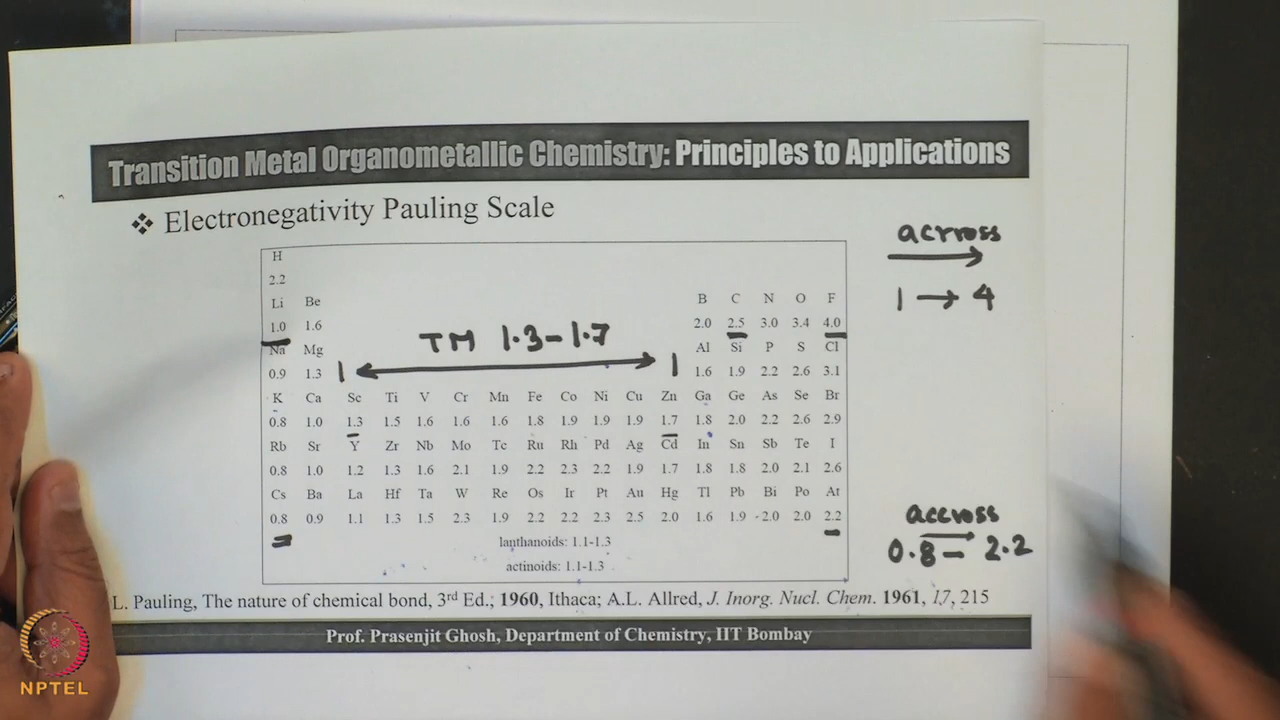 Transition Metal Organometallic Chemistry: Principles to Applications
❖ Electronegativity Pauling Scale
acrross
1 → 4
H
2.2
Li Be B C N O F
1.0 1.6 2.0 2.5 3.0 3.4 4.0
TM 1.3-1.7
Na Mg Al Si P S Cl
0.9 1.3 1.6 1.9 2.2 2.6 3.1
K Ca Sc Ti V Cr Mn Fe Co Ni Cu Zn Ga Ge As Se Br
0.8 1.0 1.3 1.5 1.6 1.6 1.6 1.8 1.9 1.9 1.9 1.7 1.8 2.0 2.2 2.6 2.9
Rb Sr Y Zr Nb Mo Tc Ru Rh Pd Ag Cd In Sn Sb Te I
0.8 1.0 1.2 1.3 1.6 2.1 1.9 2.2 2.3 2.2 1.9 1.7 1.8 1.8 2.0 2.1 2.6
Cs Ba La Hf Ta W Re Os Ir Pt Au Hg Tl Pb Bi Po At
0.8 0.9 1.1 1.3 1.5 2.3 1.9 2.2 2.2 2.3 2.5 2.0 1.6 1.9 2.0 2.0 2.2
accross
0.8 - 2.2
lanthanoids: 1.1-1.3
actinoids: 1.1-1.3
L. Pauling, The nature of chemical bond, 3rd Ed.; 1960, Ithaca; A.L. Allred, J. Inorg. Nucl. Chem. 1961, 17, 215
Prof. Prasenjit Ghosh, Department of Chemistry, IIT Bombay
NPTEL